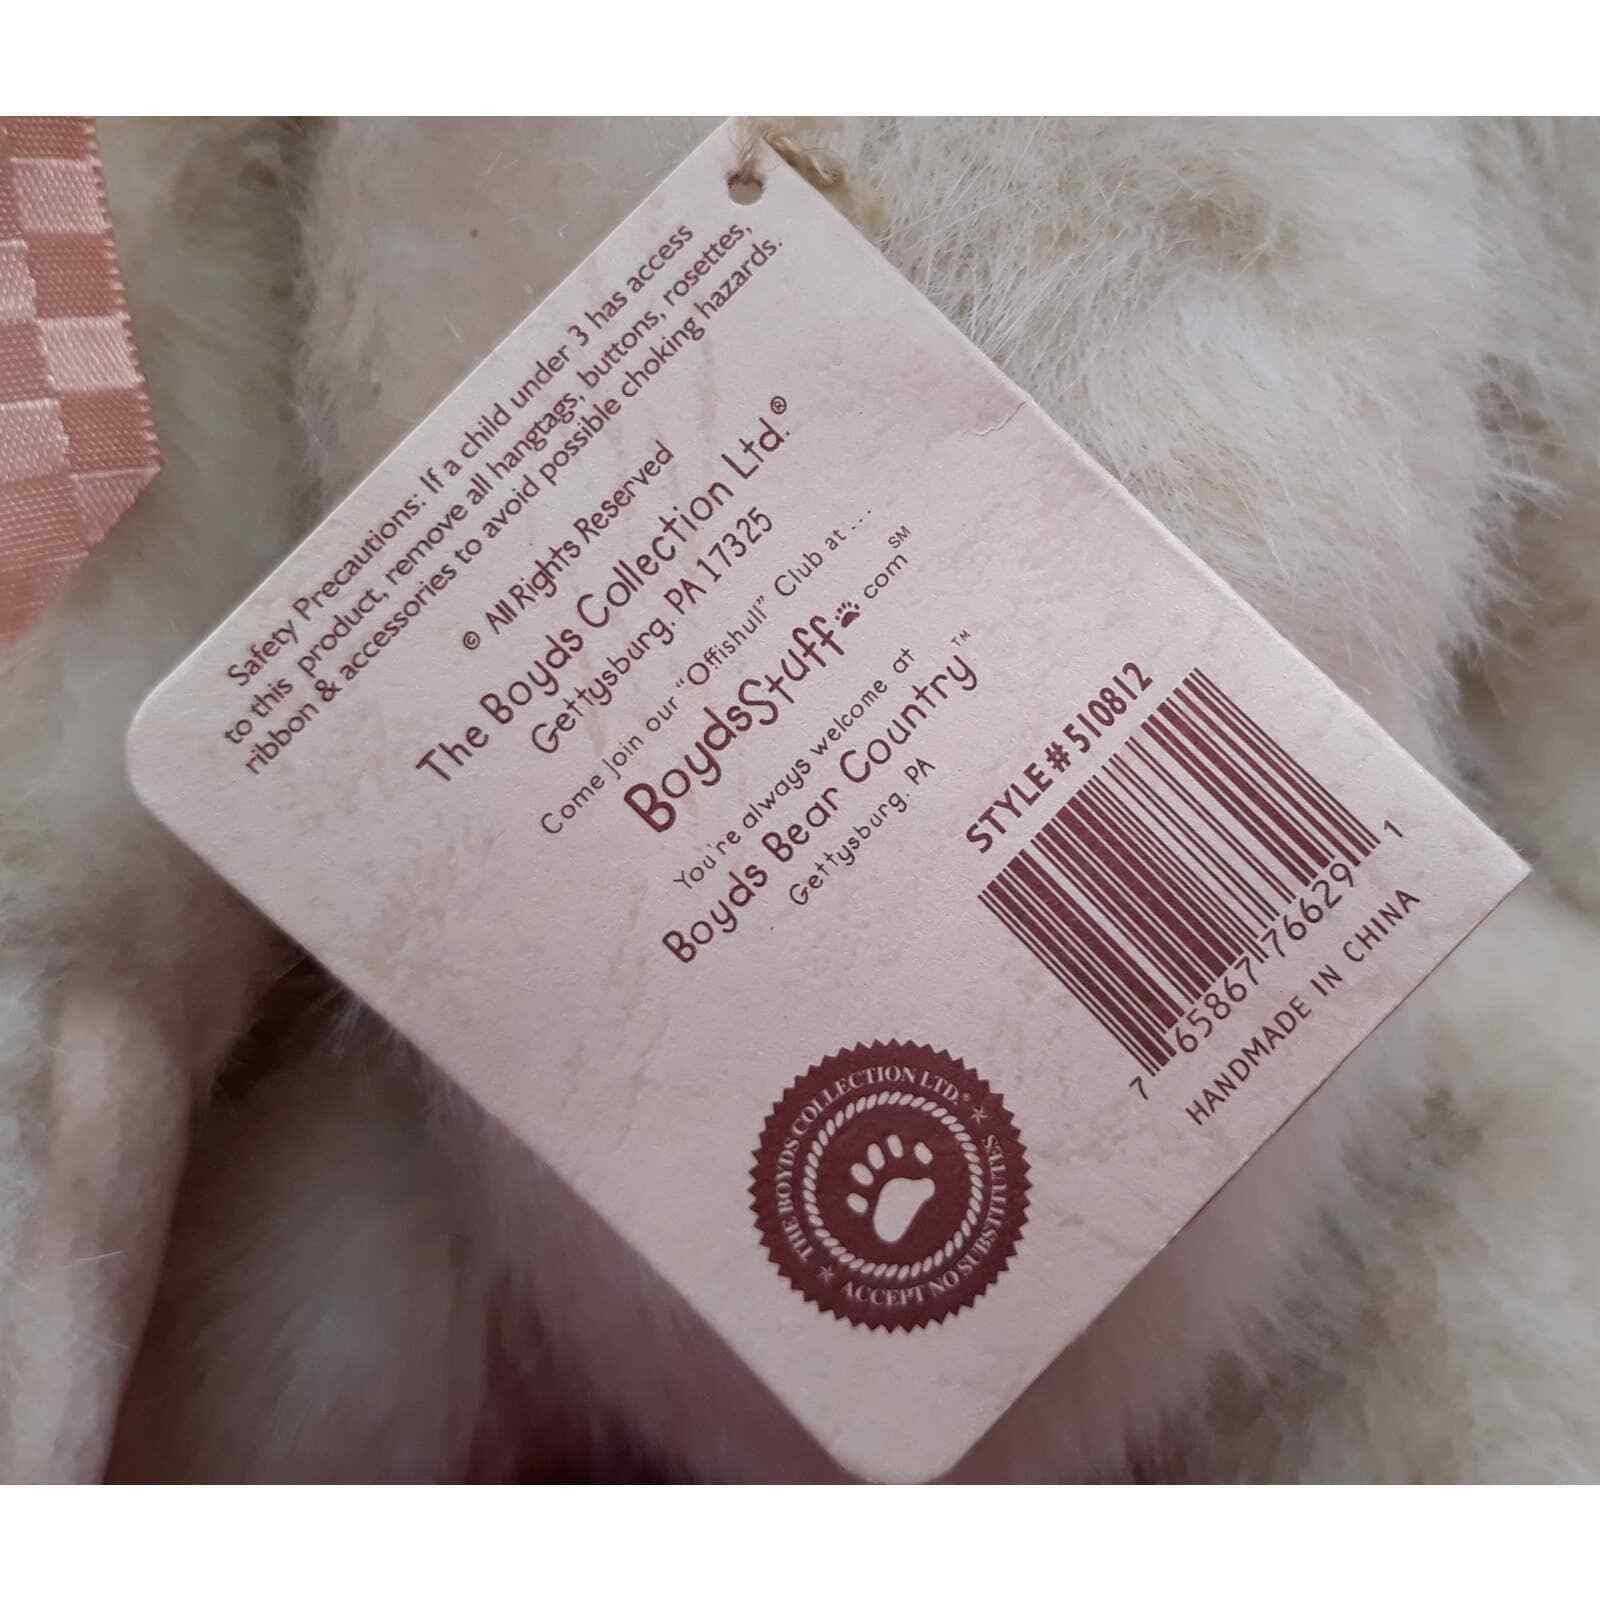 Safety Precautions: If a child under 3 has access
to this product, remove all hangtags, buttons, rosettes,
ribbon & accessories to avoid possible choking hazards.
© All Rights Reserved
The Boyds Collection Ltd.®
Gettysburg, PA 17325
Come Join our "Offishull" Club at...
BoydsStuff.com℠
You're always welcome at
Boyds Bear Country™
Gettysburg, PA
STYLE # 510812
7 65867 76629 1
HANDMADE IN CHINA
THE BOYDS COLLECTION LTD.®
ACCEPT NO SUBSTITUTES